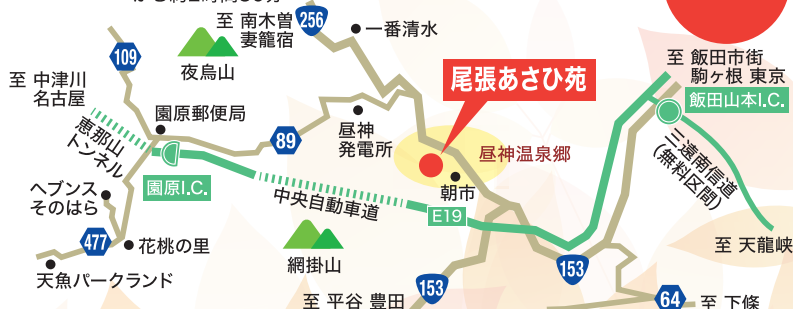 至 南木曽
妻籠宿
256
一番清水
109
夜烏山
至 中津川
名古屋
園原郵便局
恵那山
トンネル
89
昼神
発電所
尾張あさひ苑
昼神温泉郷
朝市
至 飯田市街
駒ヶ根 東京
飯田山本I.C.
三遠南信道
(無料区間)
園原I.C.
ヘブンス
そのはら
中央自動車道
E19
477
花桃の里
天魚パークランド
網掛山
153
至 平谷 豊田
153
至 天龍峡
64
至 下條